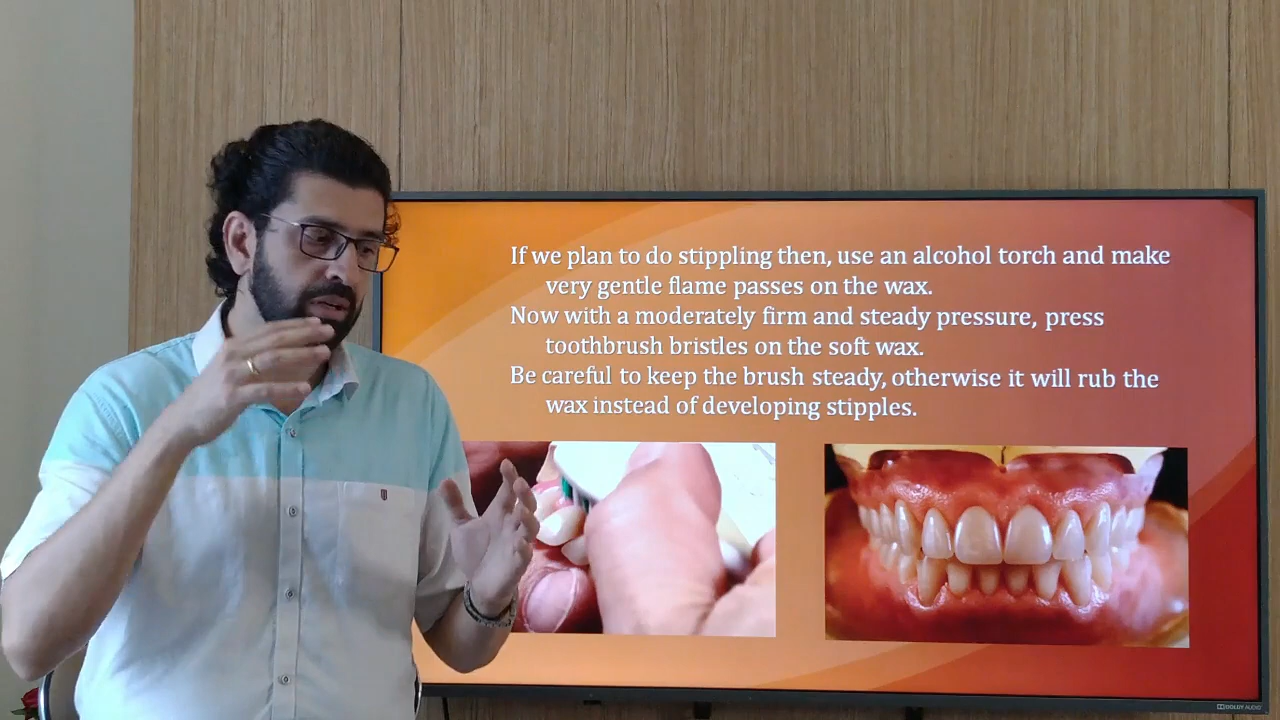 If we plan to do stippling then, use an alcohol torch and make
very gentle flame passes on the wax.
Now with a moderately firm and steady pressure, press
toothbrush bristles on the soft wax.
Be careful to keep the brush steady, otherwise it will rub the
wax instead of developing stipples.
DOLBY AUDIO